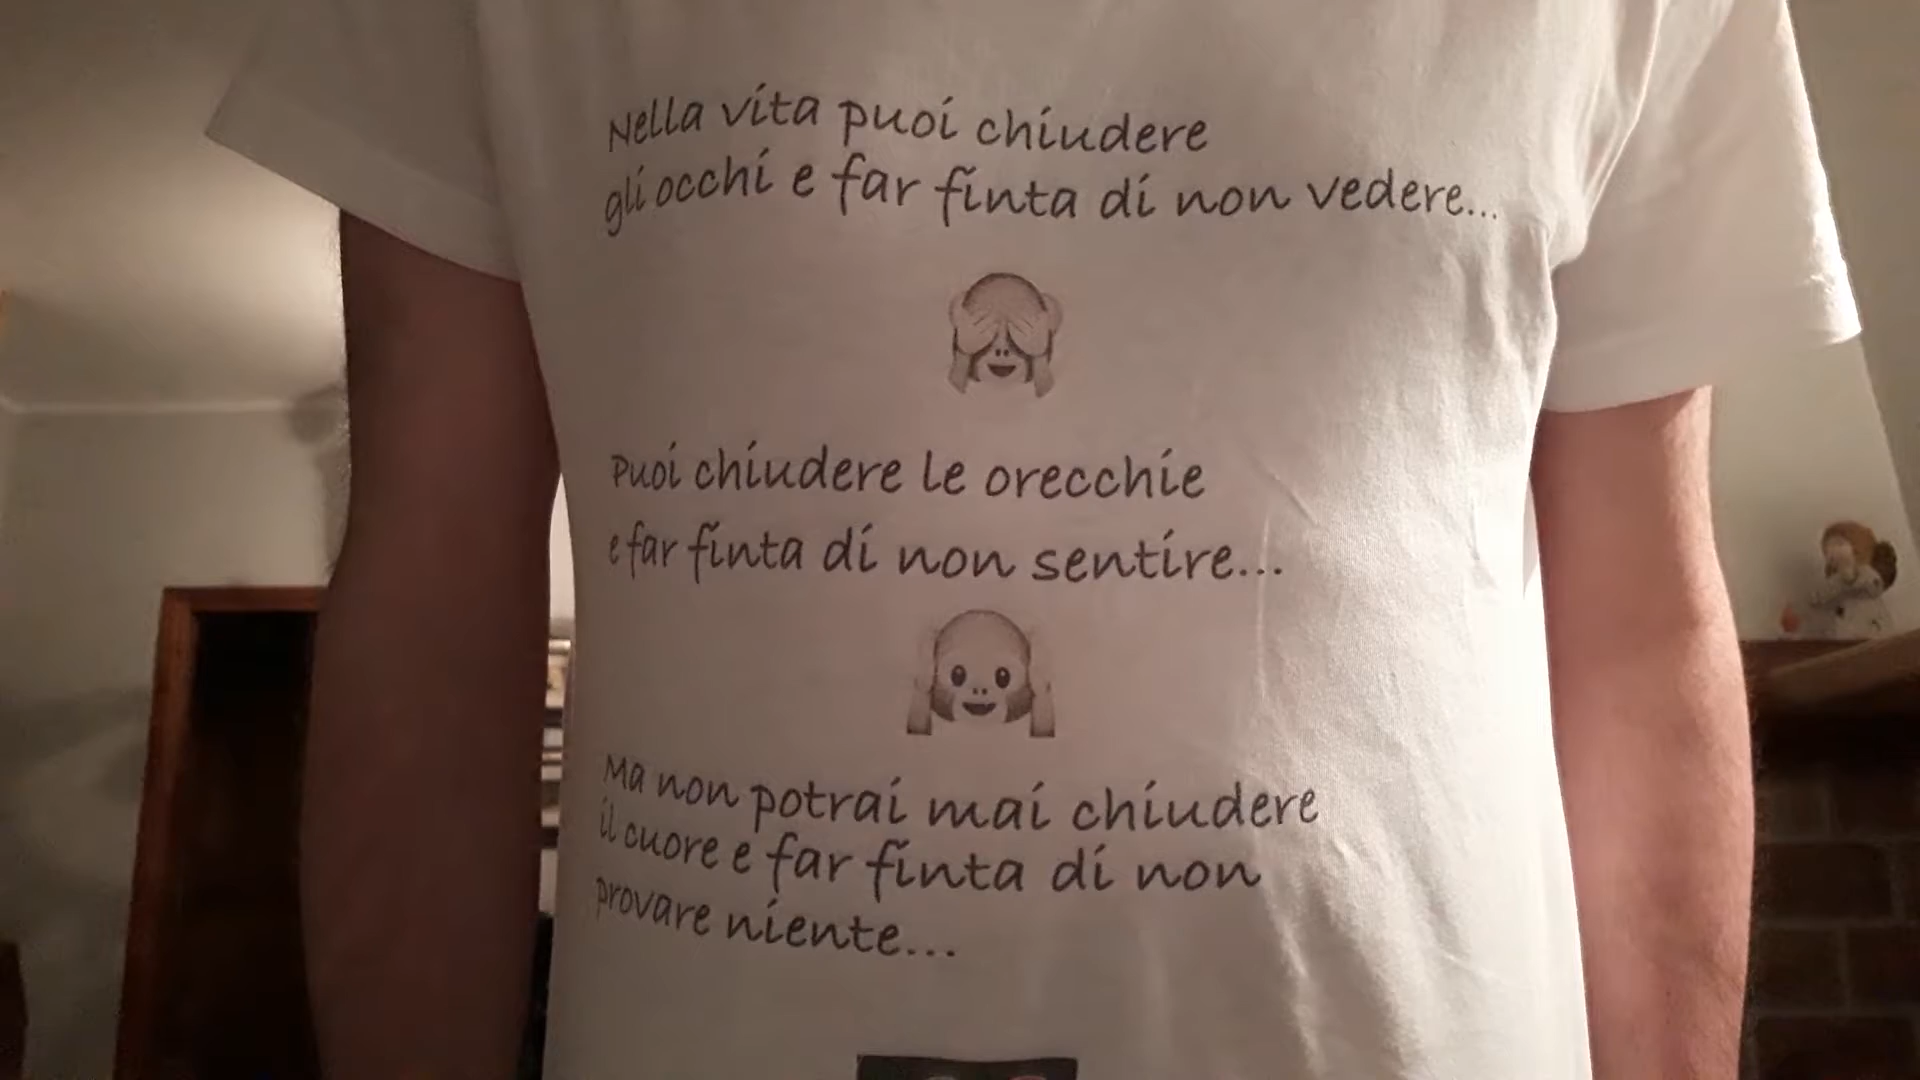 Nella vita puoi chiudere
gli occhi e far finta di non vedere...
Puoi chiudere le orecchie
e far finta di non sentire...
Ma non potrai mai chiudere
il cuore e far finta di non
provare niente...